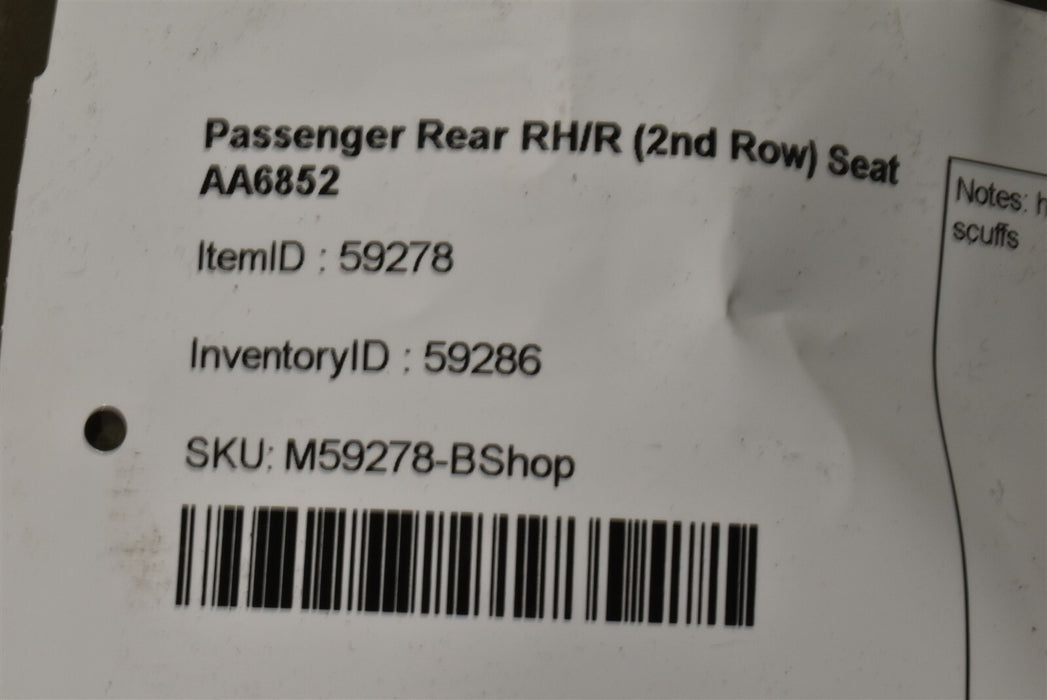 Passenger Rear RH/R (2nd Row) Seat
AA6852
ItemID : 59278
InventoryID : 59286
SKU: M59278-BShop
Notes: h
scuffs